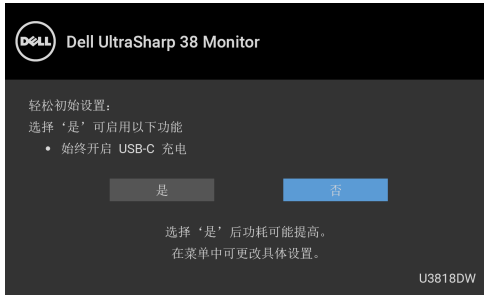 DELL Dell UltraSharp 38 Monitor
轻松初始设置：
选择‘是’可启用以下功能
• 始终开启 USB-C 充电
是 否
选择‘是’后功耗可能提高。
在菜单中可更改具体设置。
U3818DW